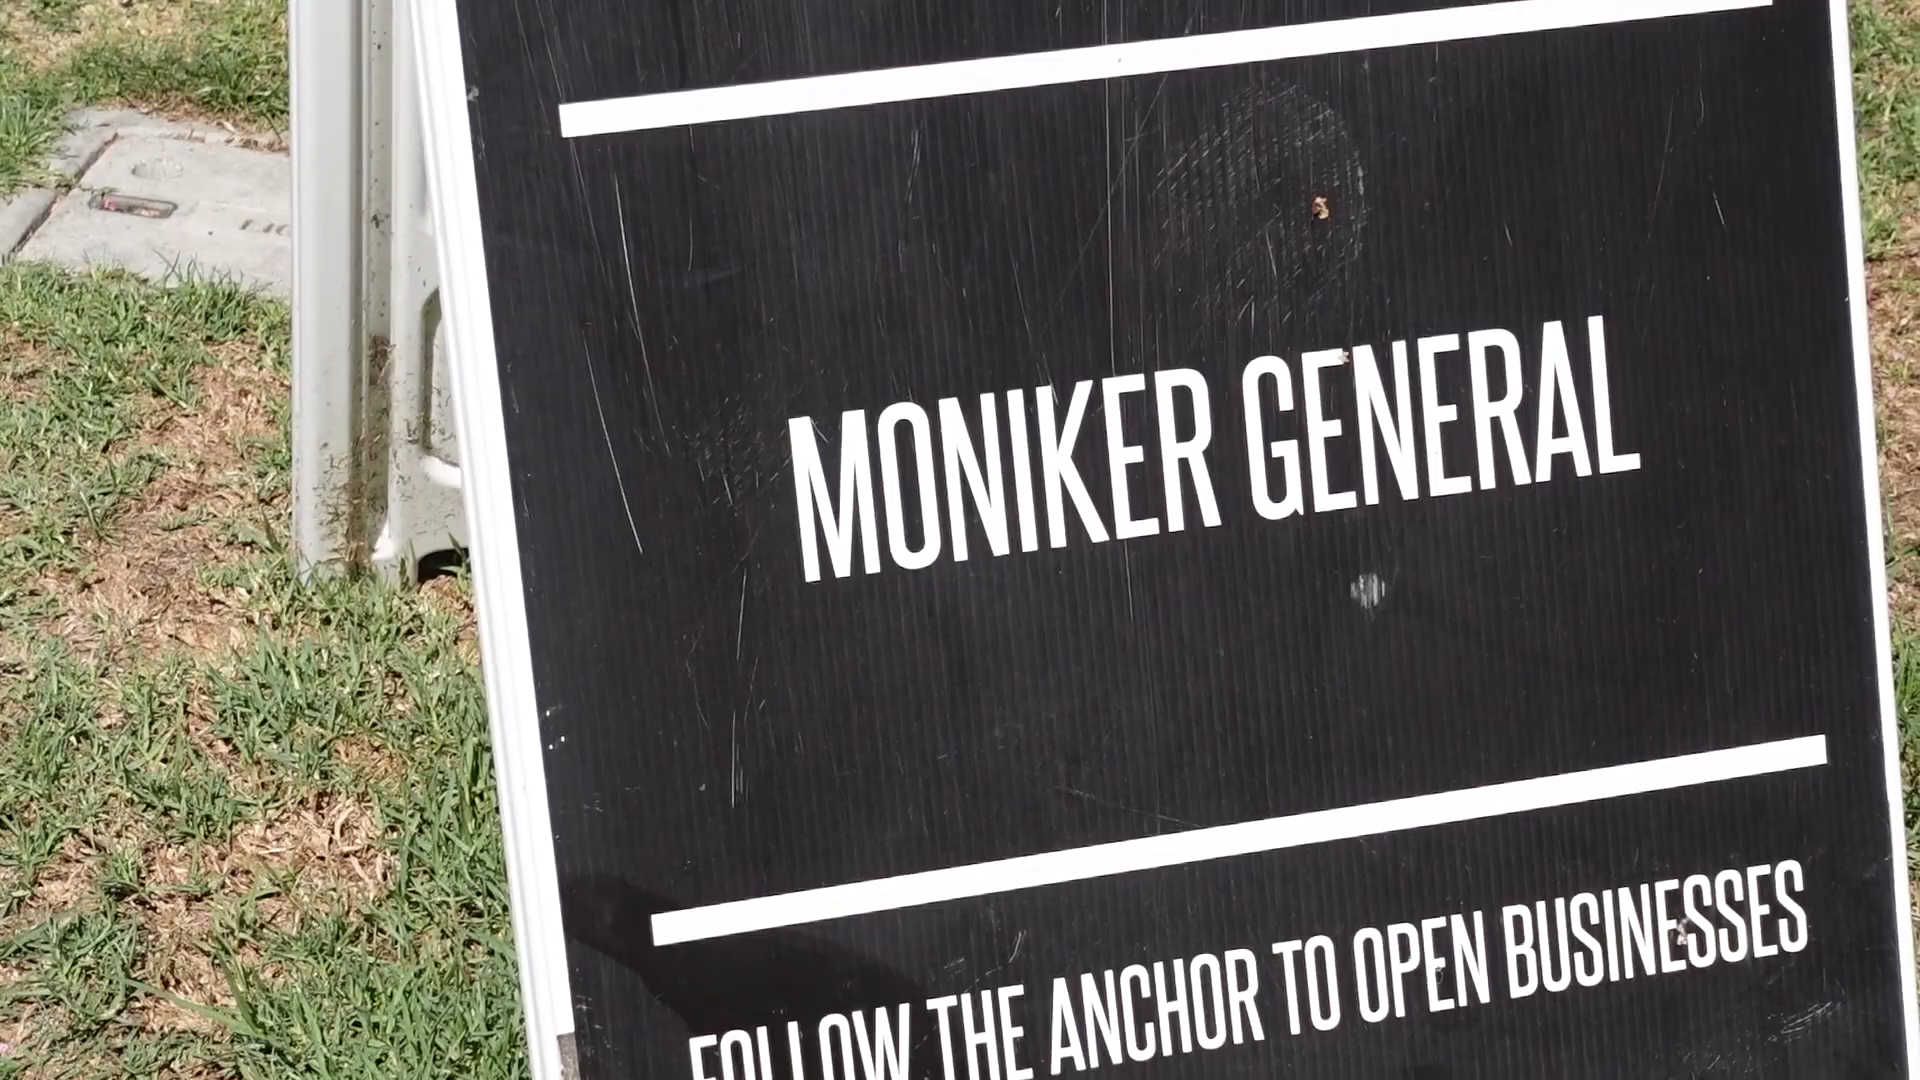 MONIKER GENERAL
FOLLOW THE ANCHOR TO OPEN BUSINESSES